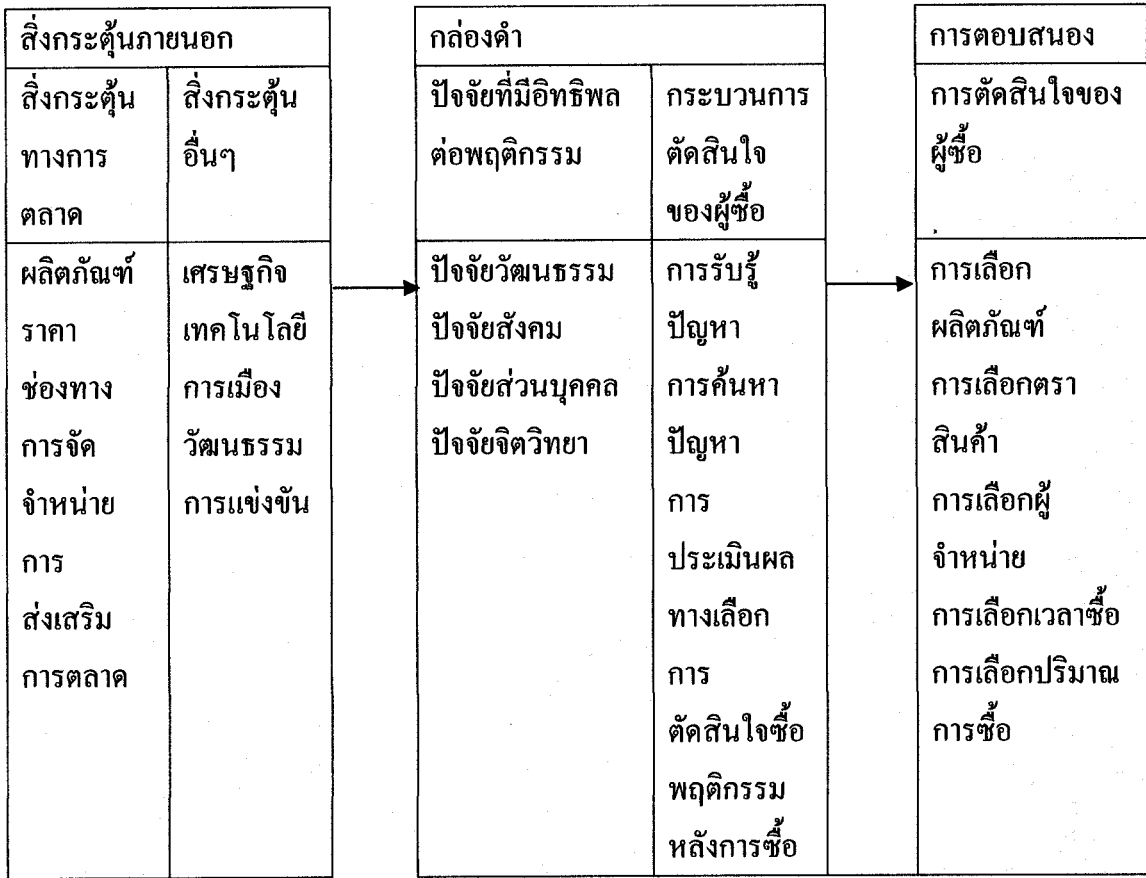 สิ่งกระตุ้นภายนอก
สิ่งกระตุ้น
ทางการ
ตลาด
สิ่งกระตุ้น
อื่นๆ
ผลิตภัณฑ์
ราคา
ช่องทาง
การจัด
จำหน่าย
การ
ส่งเสริม
การตลาด
เศรษฐกิจ
เทคโนโลยี
การเมือง
วัฒนธรรม
การแข่งขัน
กล่องดำ
ปัจจัยที่มีอิทธิพล
ต่อพฤติกรรม
กระบวนการ
ตัดสินใจ
ของผู้ซื้อ
ปัจจัยวัฒนธรรม
ปัจจัยสังคม
ปัจจัยส่วนบุคคล
ปัจจัยจิตวิทยา
การรับรู้
ปัญหา
การค้นหา
ปัญหา
การ
ประเมินผล
ทางเลือก
การ
ตัดสินใจซื้อ
พฤติกรรม
หลังการซื้อ
การตอบสนอง
การตัดสินใจของ
ผู้ซื้อ
การเลือก
ผลิตภัณฑ์
การเลือกตรา
สินค้า
การเลือกผู้
จำหน่าย
การเลือกเวลาซื้อ
การเลือกปริมาณ
การซื้อ